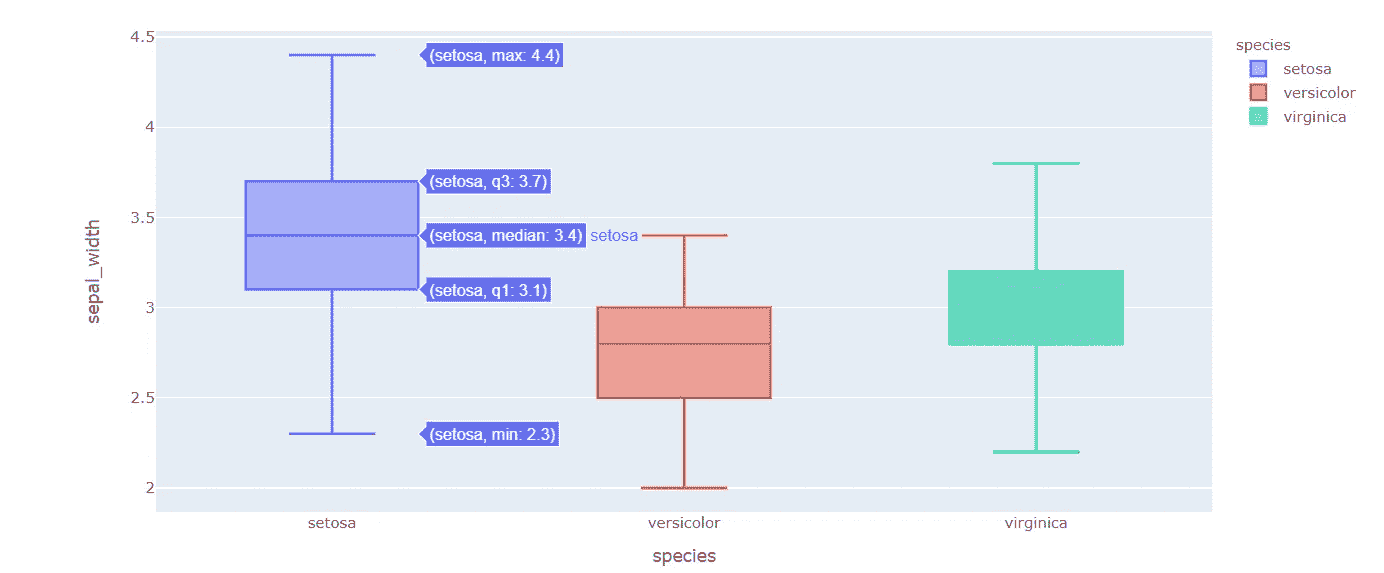 4.5
4
3.5
3
2.5
2
sepal_width
(setosa, max: 4.4)
(setosa, q3: 3.7)
(setosa, median: 3.4) setosa
(setosa, q1: 3.1)
(setosa, min: 2.3)
setosa
versicolor
virginica
species
species
setosa
versicolor
virginica